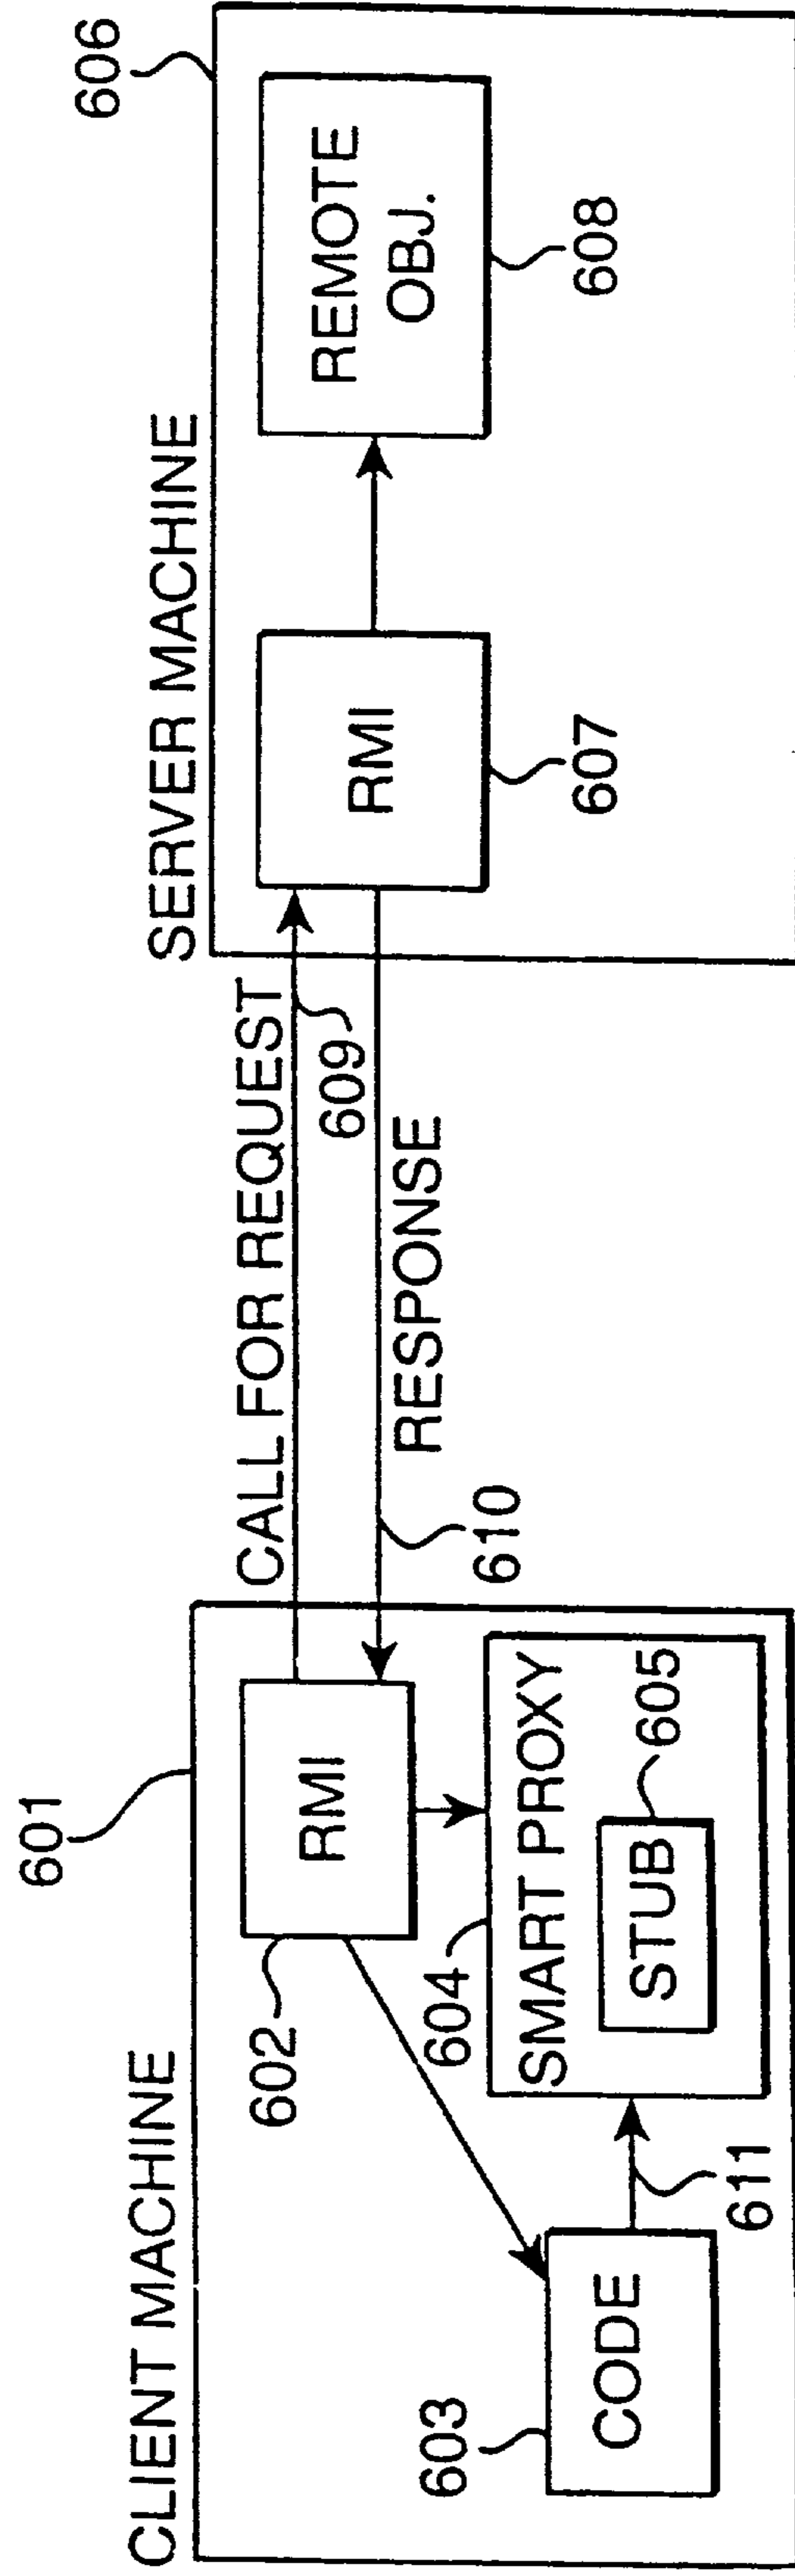 CLIENT MACHINE
601
RMI
602
CODE
603
611
SMART PROXY
604
STUB
605
CALL FOR REQUEST
609
RESPONSE
610
SERVER MACHINE
606
RMI
607
REMOTE
OBJ.
608